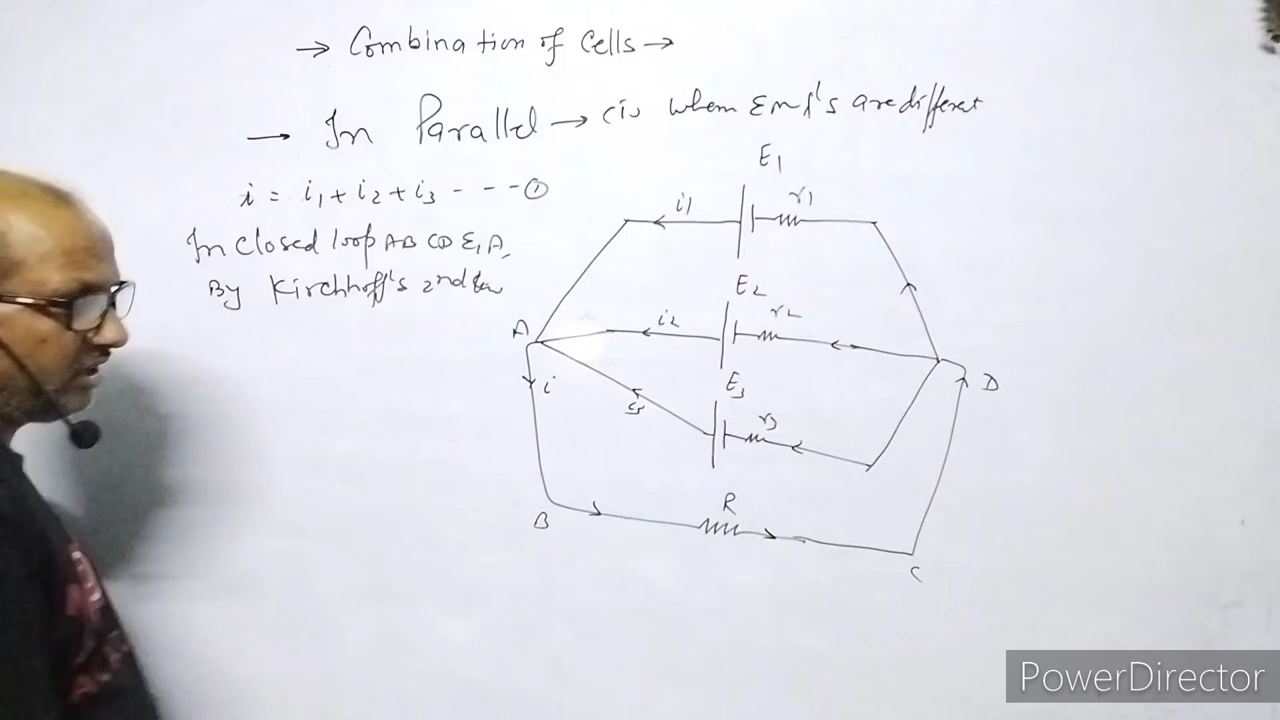 → Combination of Cells →
→ In Parallel → (i) when Emf's are different
i = i1 + i2 + i3 - - - ①
In closed loop ABCDE1A,
By Kirchhoff's 2nd law
E1
r1
i1
E2
r2
i2
A
E3
D
i
i3
r3
R
B
C
PowerDirector